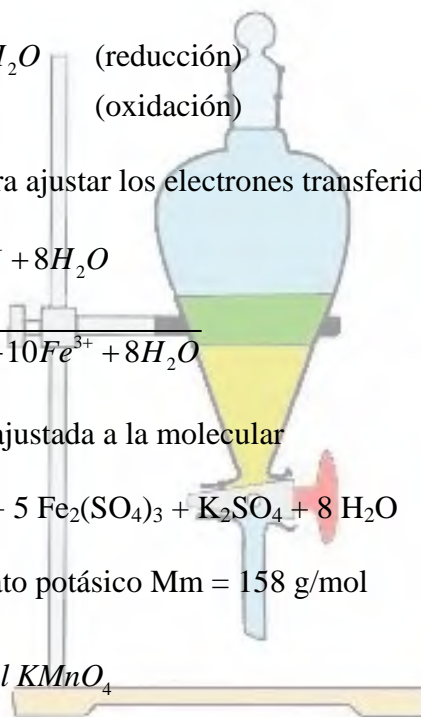 H₂O (reducción)
(oxidación)
ra ajustar los electrones transferid
+ 8H₂O
10Fe³⁺ + 8H₂O
ajustada a la molecular
5 Fe₂(SO₄)₃ + K₂SO₄ + 8 H₂O
ato potásico Mm = 158 g/mol
l KMnO₄